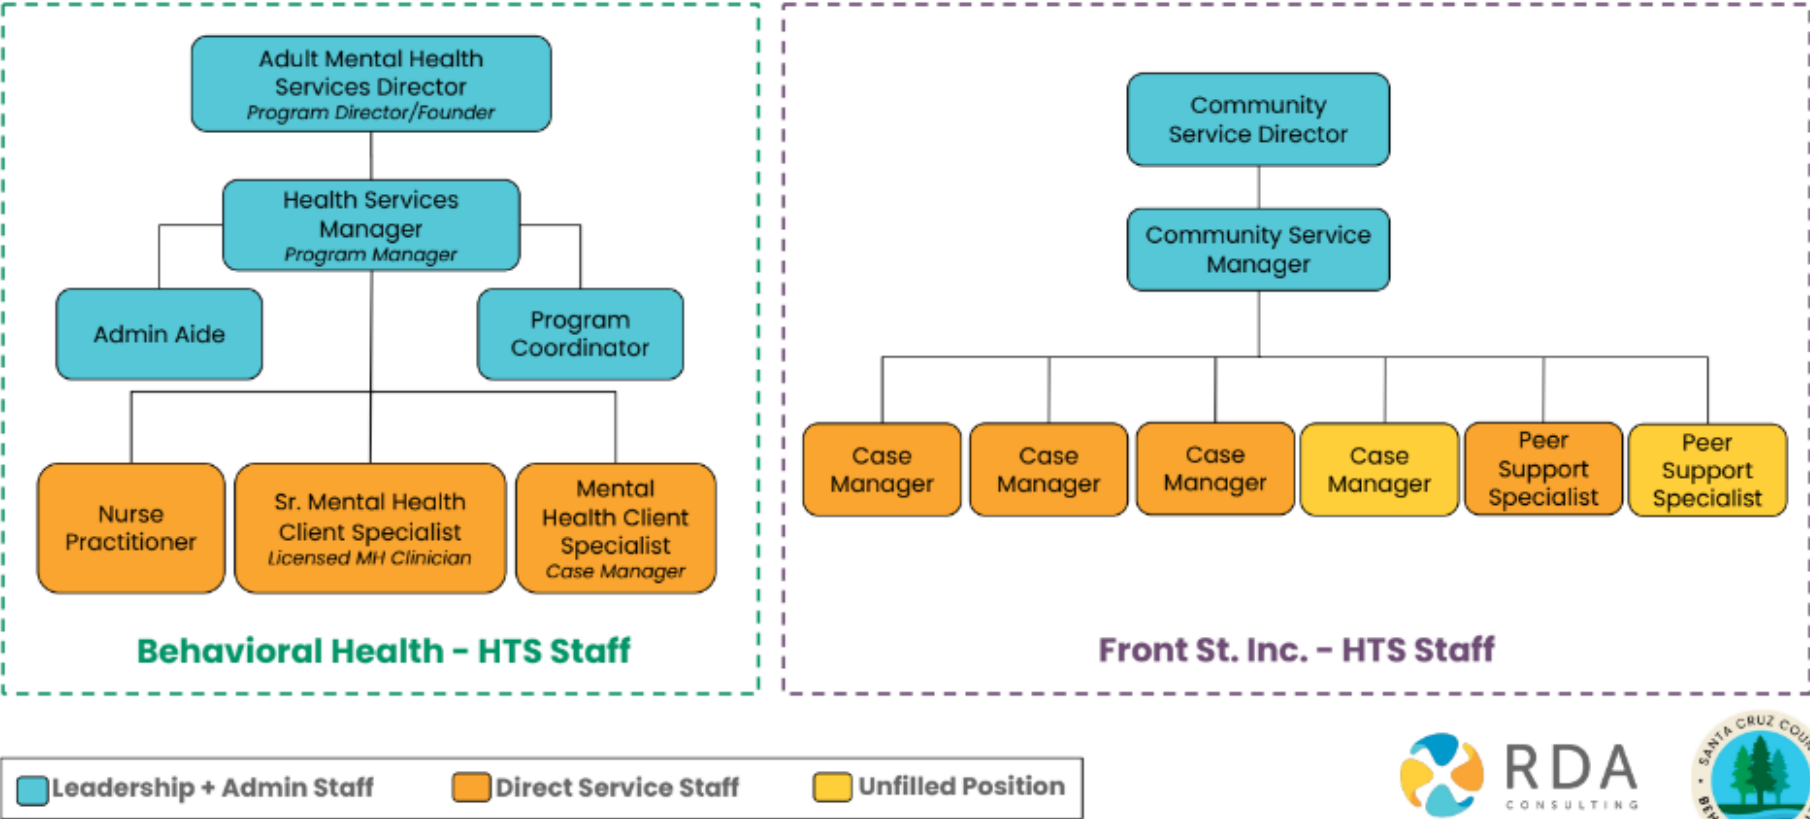 Adult Mental Health
Services Director
Program Director/Founder
Health Services
Manager
Program Manager
Admin Aide
Program
Coordinator
Nurse
Practitioner
Sr. Mental Health
Client Specialist
Licensed MH Clinician
Mental
Health Client
Specialist
Case Manager
Behavioral Health - HTS Staff
Community
Service Director
Community Service
Manager
Case
Manager
Case
Manager
Case
Manager
Case
Manager
Peer
Support
Specialist
Peer
Support
Specialist
Front St. Inc. - HTS Staff
Leadership + Admin Staff
Direct Service Staff
Unfilled Position
RDA
CONSULTING
SANTA CRUZ